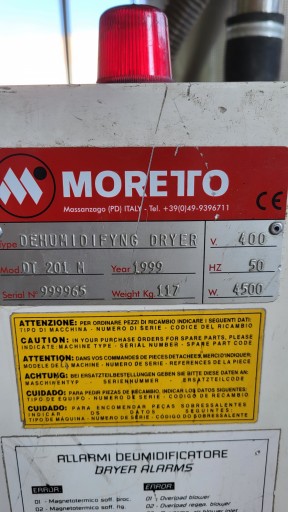 MORETTO
Massanzago (PD) ITALY - Tel. +39(0)49-9396711
CE
Type DEHUMIDIFYNG DRYER V. 400
Mod. DT 201 M Year 1999 HZ 50
Serial N° 999965 Weight Kg. 117 W. 4500
ATTENZIONE: PER ORDINARE PEZZI DI RICAMBIO INDICARE I SEGUENTI DATI:
TIPO DI MACCHINA - NUMERO DI SERIE - CODICE DEL RICAMBIO
CAUTION: IN YOUR PURCHASE ORDERS FOR SPARE PARTS, PLEASE
INDICATE: MACHINE TYPE - SERIAL NUMBER - SPARE PART CODE
ATTENTION: DANS VOS COMMANDES DE PIECES DETACHEES, MERCI D'INDIQUER:
MODELE DE LA MACHINE - NUMERO DE SERIE - REFERENCES DE LA PIECE
ACHTUNG: BEI ERSATZTEILBESTELLUNGEN GEBEN SIE BITTE DIESE DATEN AN:
MASCHINENTYP - SERIENNUMMER - ERSATZTEILCODE
CUIDADO: PARA PEDIR PIEZAS DE RECAMBIO, INDICAR LOS DATOS SIGUIENTES:
TIPO DE EQUIPO - NUMERO DE SERIE - CODIGO DE RECAMBIO
CUIDADO: PARA ENCOMENDAR PEÇAS SOBRESSALENTES
INDICAR OS DATOS SEGUINTES:
TIPO DE MAQUINA - NUMERO DE SERIE - CODIGO DO SOBRESSALENTE
ALLARMI DEUMIDIFICATORE
DRYER ALARMS
ERROR ERROR
01 - Magnetotermico soff. proc. 01 - Overload blower
02 - Magnetotermico soff. rig. 02 - Overload regen. blower